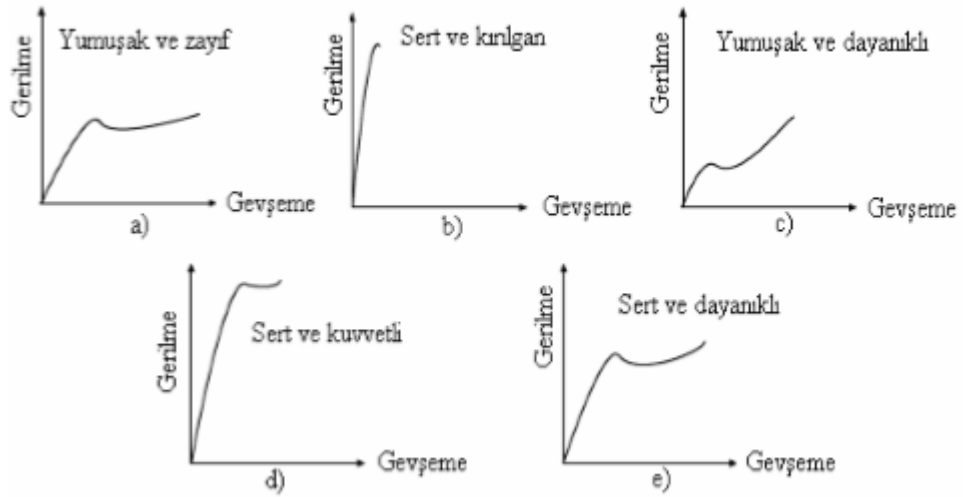 Gerilme
Yumuşak ve zayıf
Gevşeme
a)
Gerilme
Sert ve kırılgan
Gevşeme
b)
Gerilme
Yumuşak ve dayanıklı
Gevşeme
c)
Gerilme
Sert ve kuvvetli
Gevşeme
d)
Gerilme
Sert ve dayanıklı
Gevşeme
e)